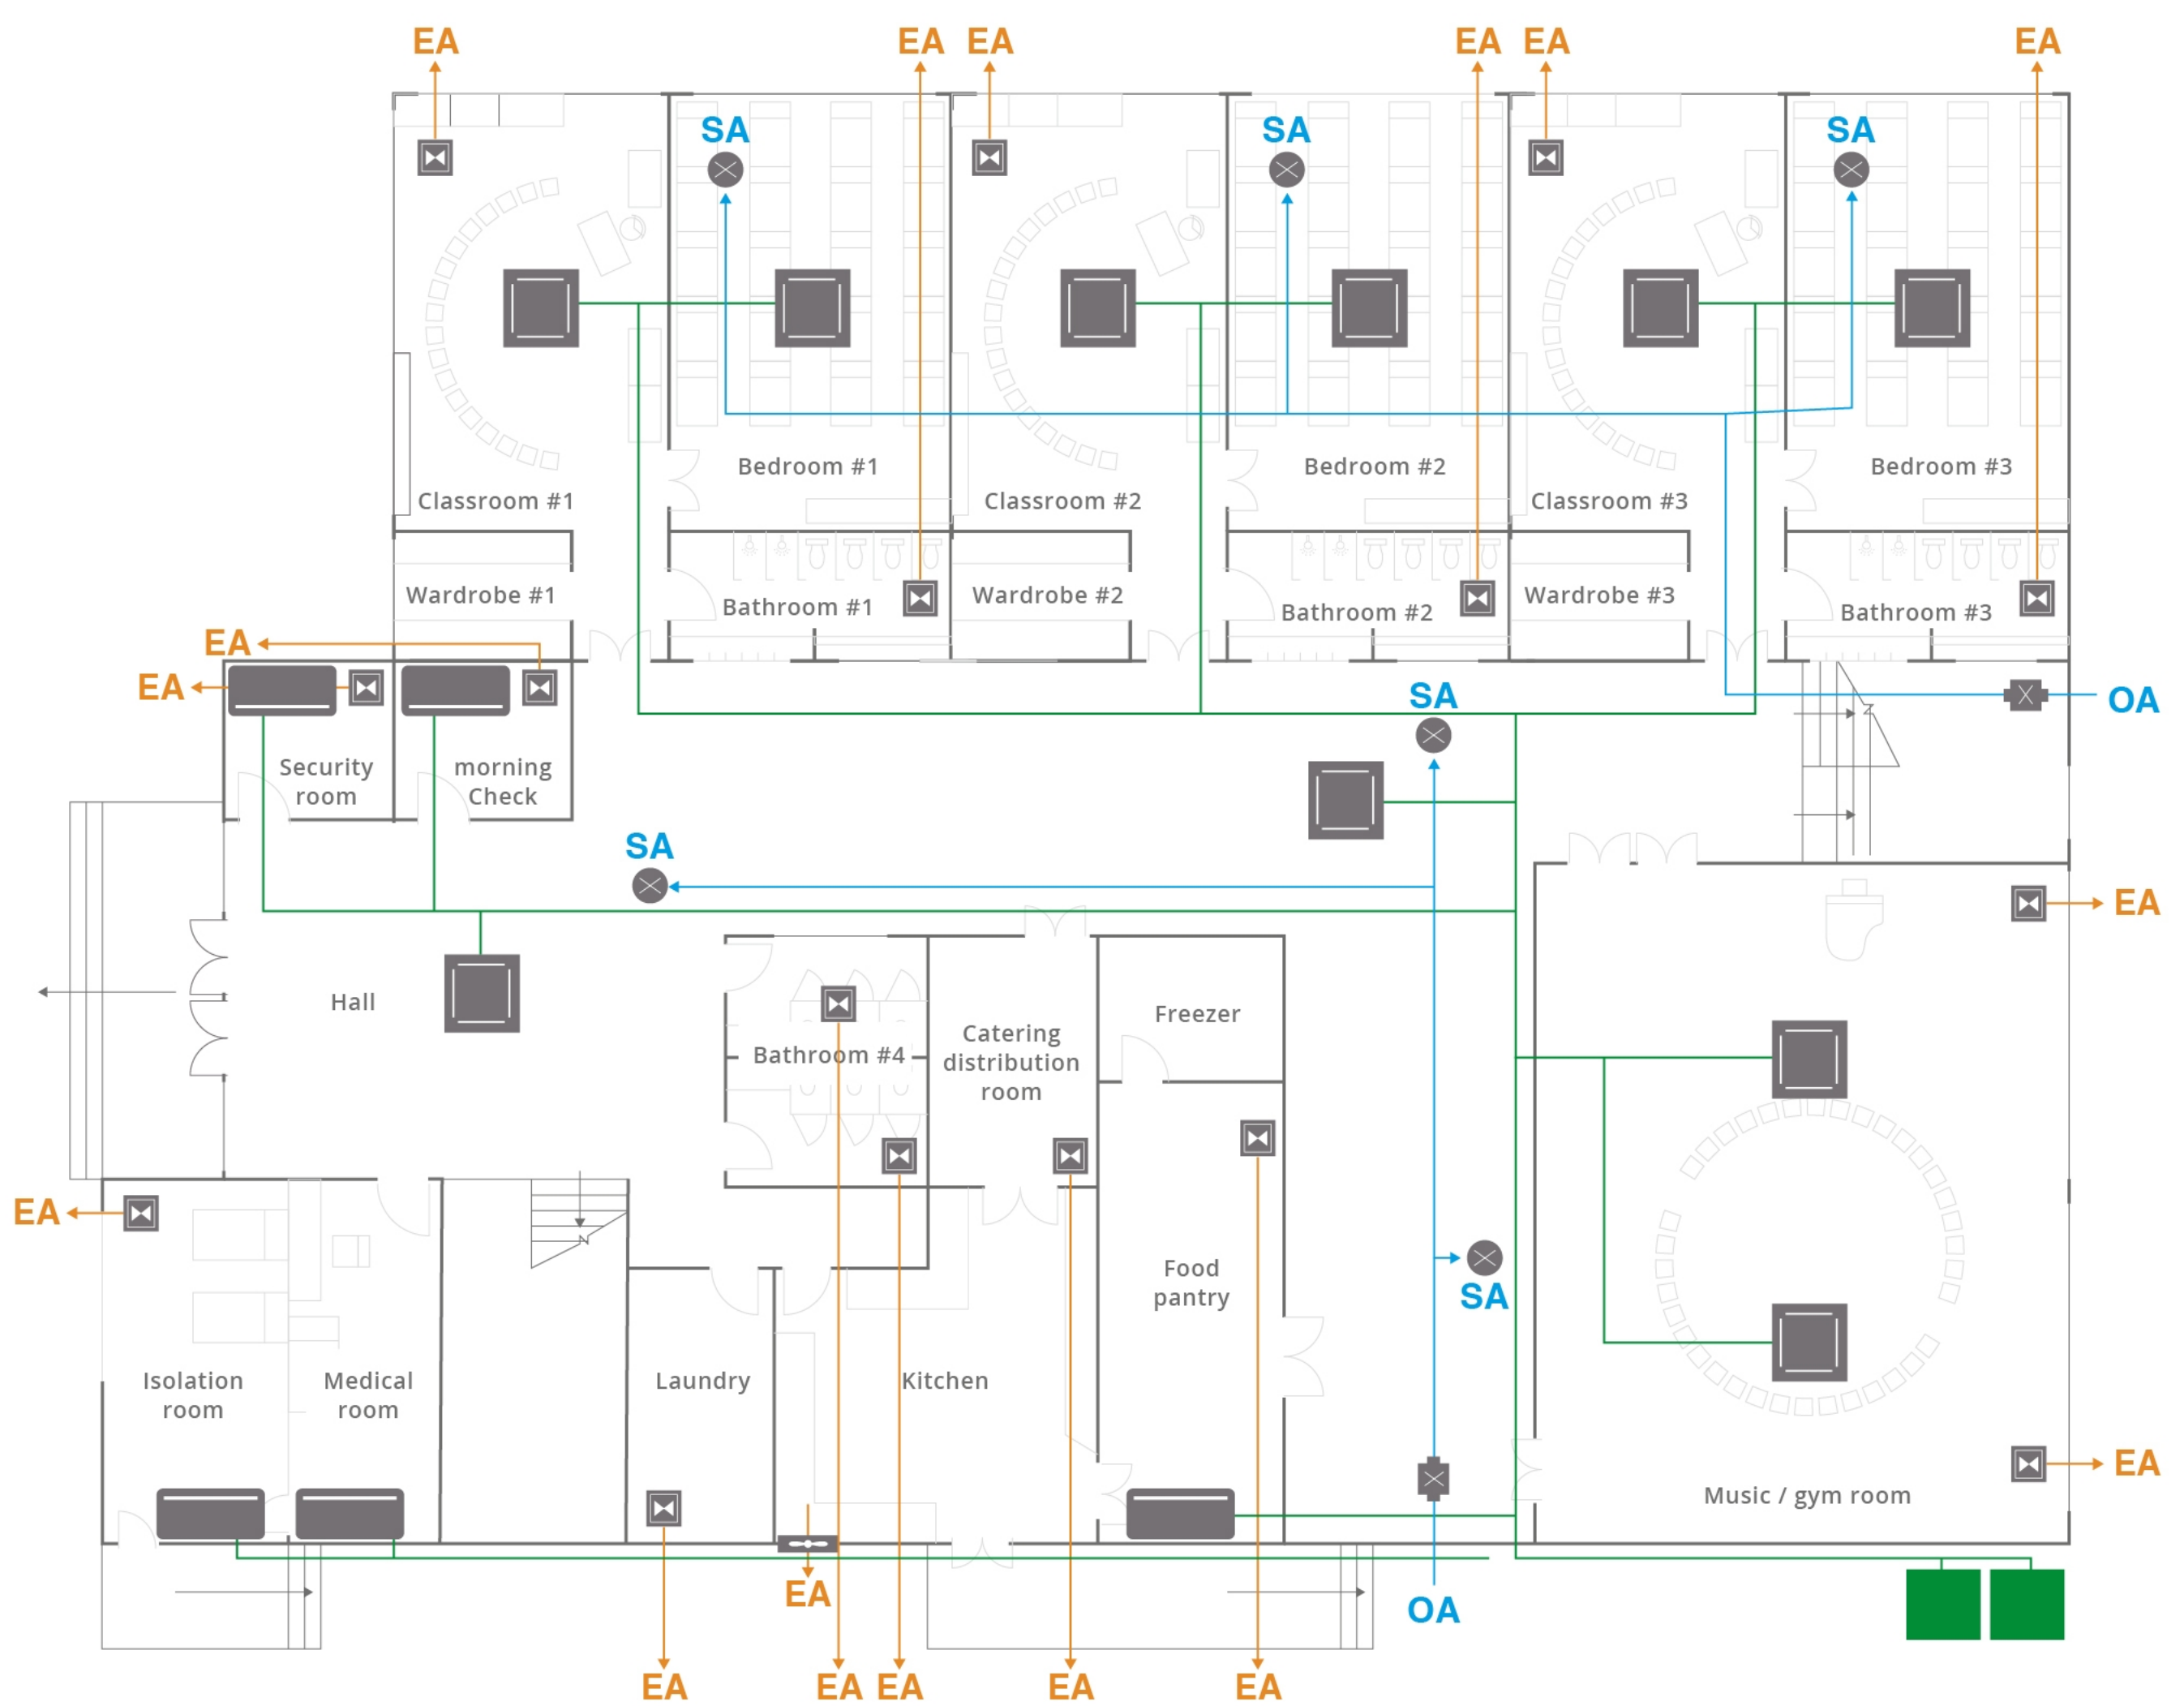 EA
EA EA
EA EA
EA
SA
SA
SA
Bedroom #1
Bedroom #2
Bedroom #3
Classroom #1
Classroom #2
Classroom #3
Wardrobe #1
Bathroom #1
Wardrobe #2
Bathroom #2
Wardrobe #3
Bathroom #3
EA
EA
SA
OA
Security
room
morning
Check
SA
EA
Hall
Freezer
Catering
distribution
room
Bathroom #4
EA
Food
pantry
SA
Isolation
room
Medical
room
Laundry
Kitchen
EA
Music / gym room
EA
OA
EA
EA EA
EA
EA